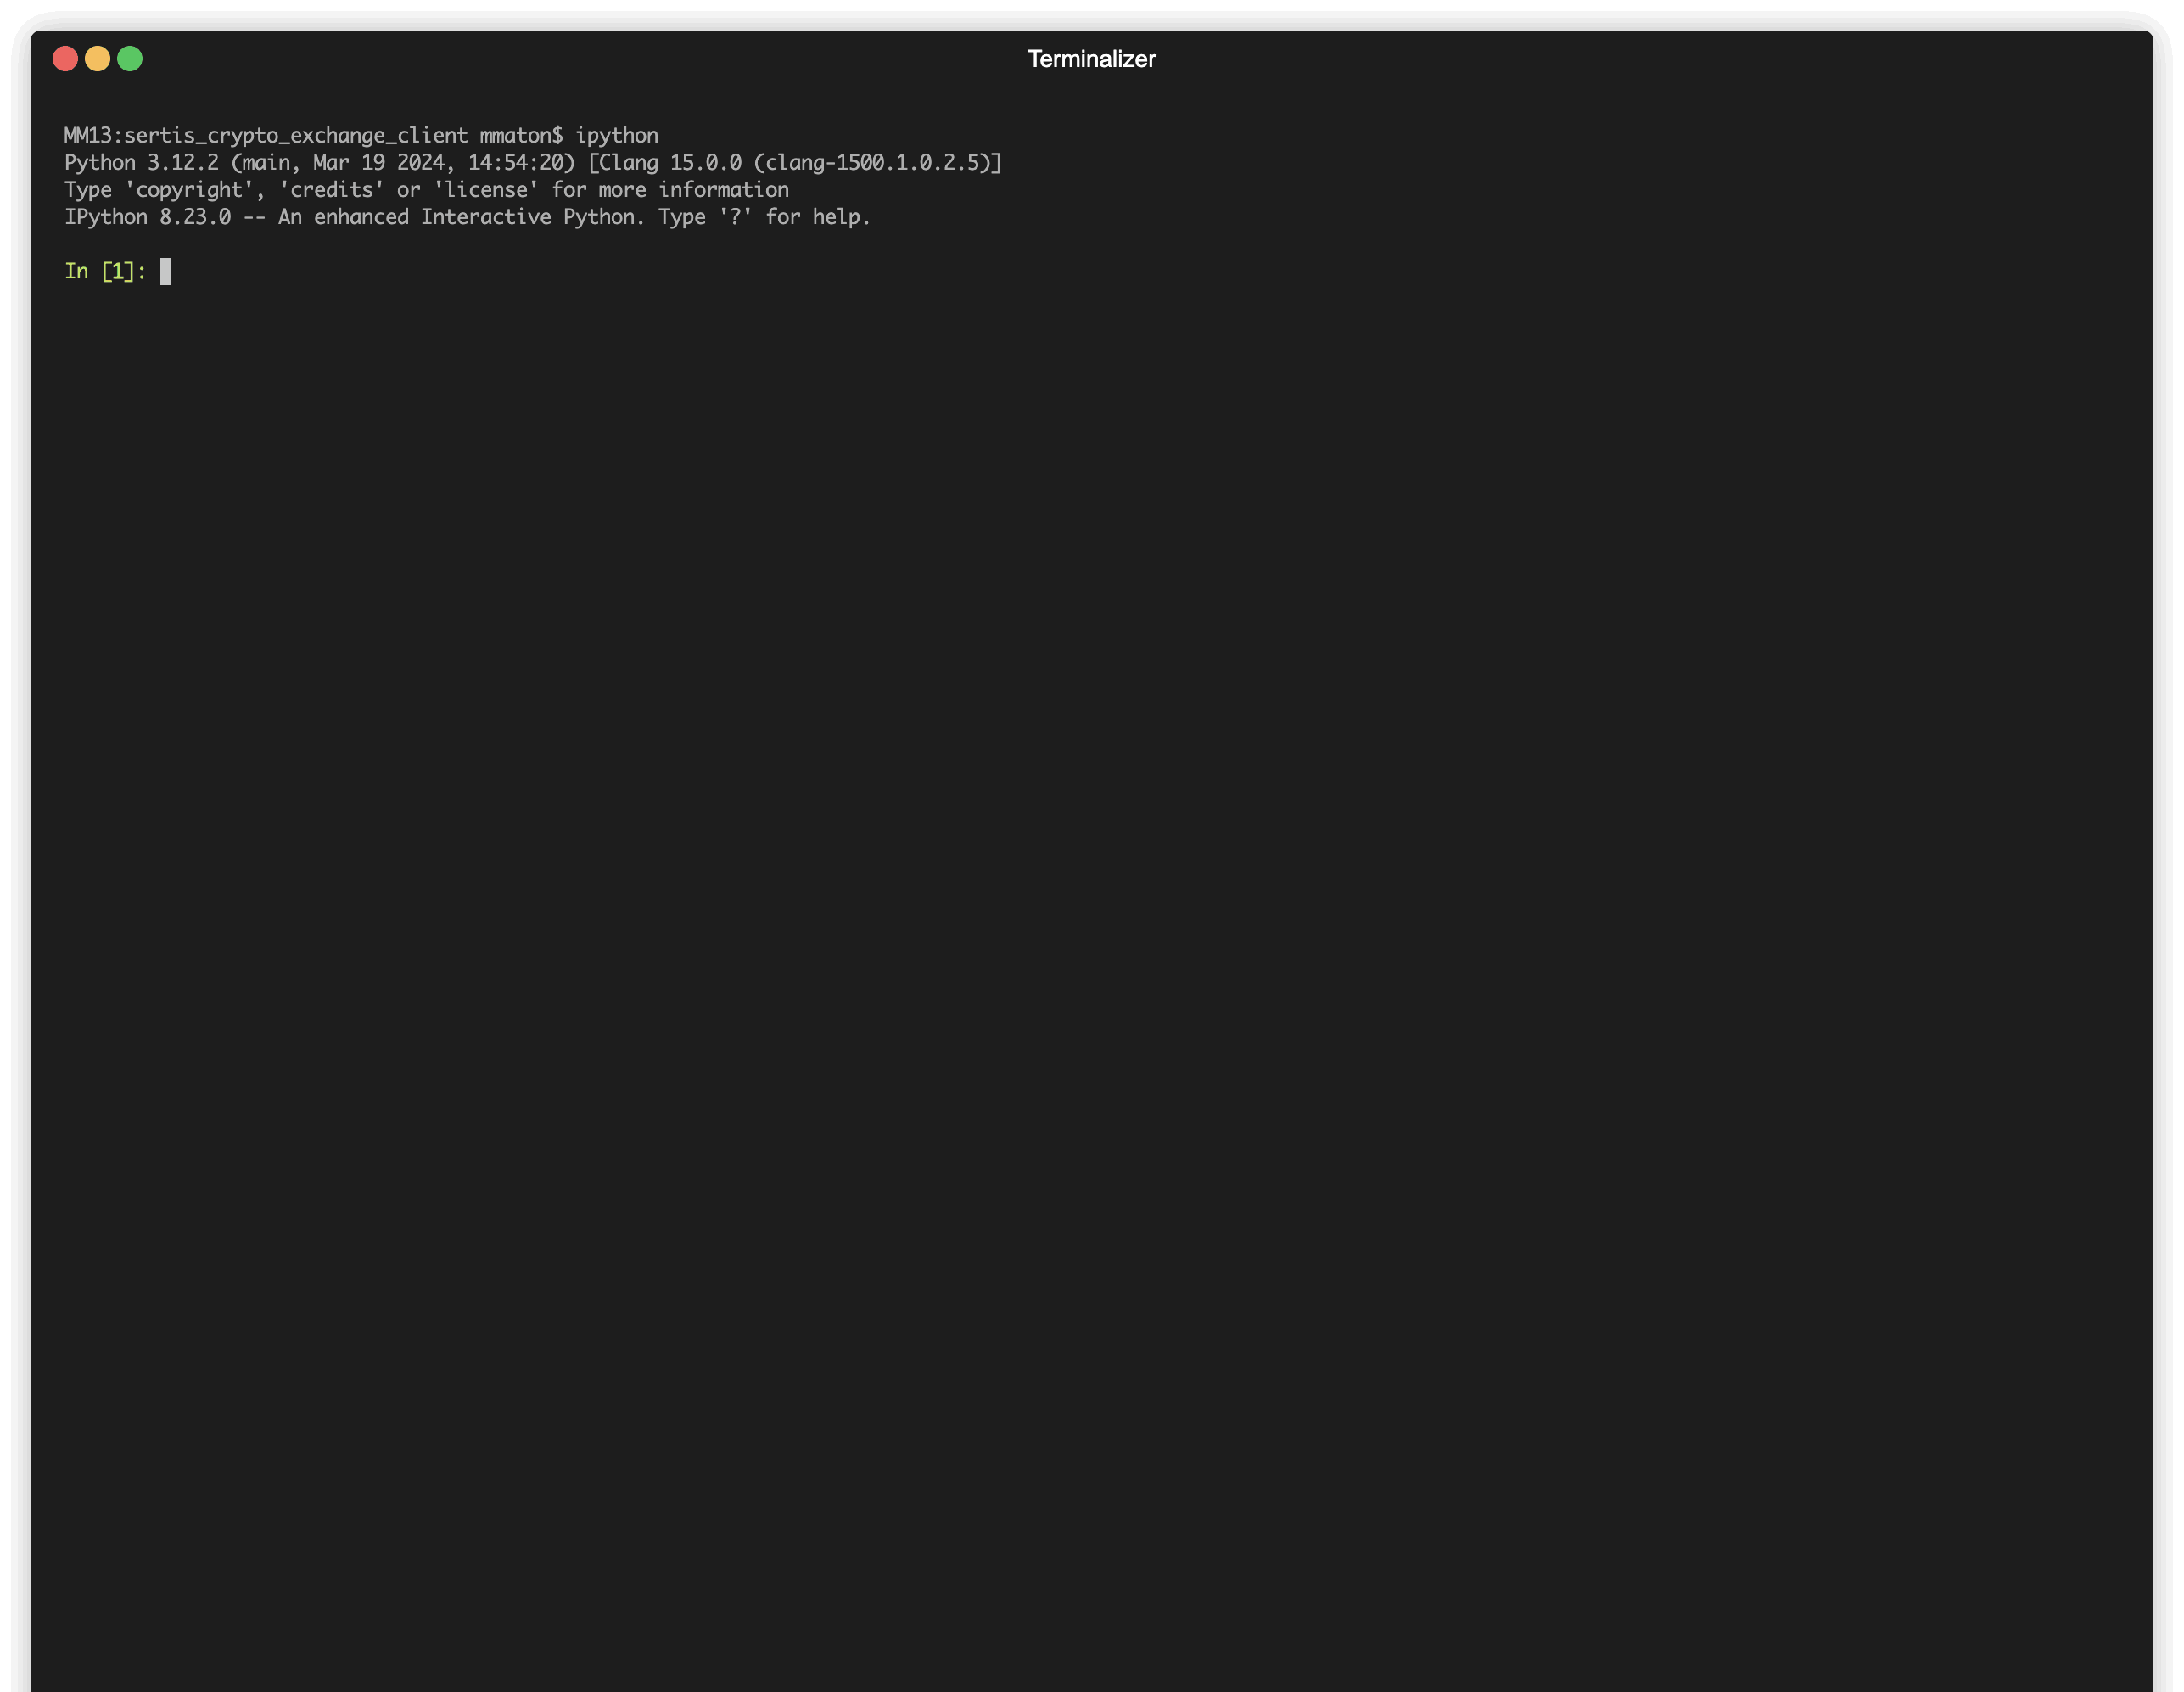 Terminalizer
MM13:sertis_crypto_exchange_client mmaton$ ipython
Python 3.12.2 (main, Mar 19 2024, 14:54:20) [Clang 15.0.0 (clang-1500.1.0.2.5)]
Type 'copyright', 'credits' or 'license' for more information
IPython 8.23.0 -- An enhanced Interactive Python. Type '?' for help.
In [1]: